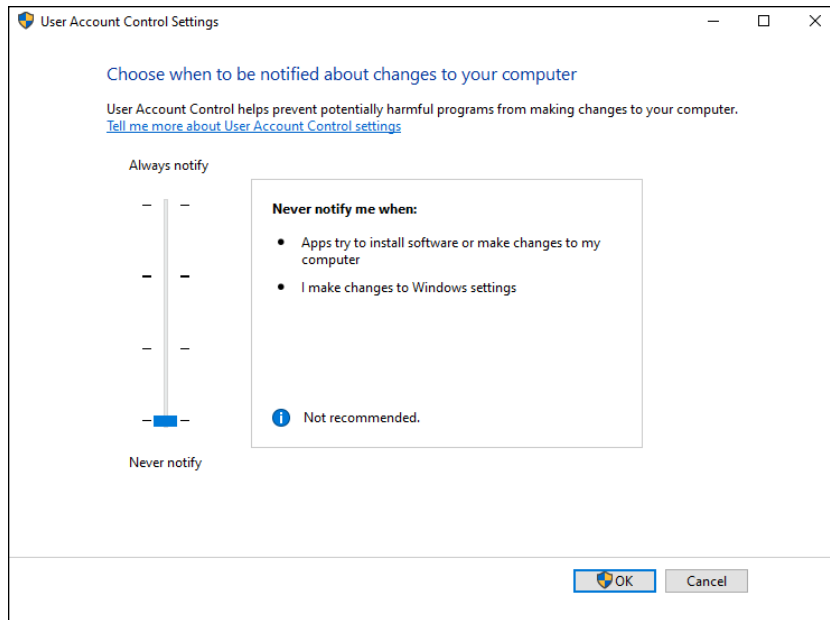 User Account Control Settings
Choose when to be notified about changes to your computer
User Account Control helps prevent potentially harmful programs from making changes to your computer.
Tell me more about User Account Control settings
Always notify
Never notify me when:
• Apps try to install software or make changes to my
computer
• I make changes to Windows settings
Not recommended.
Never notify
OK
Cancel